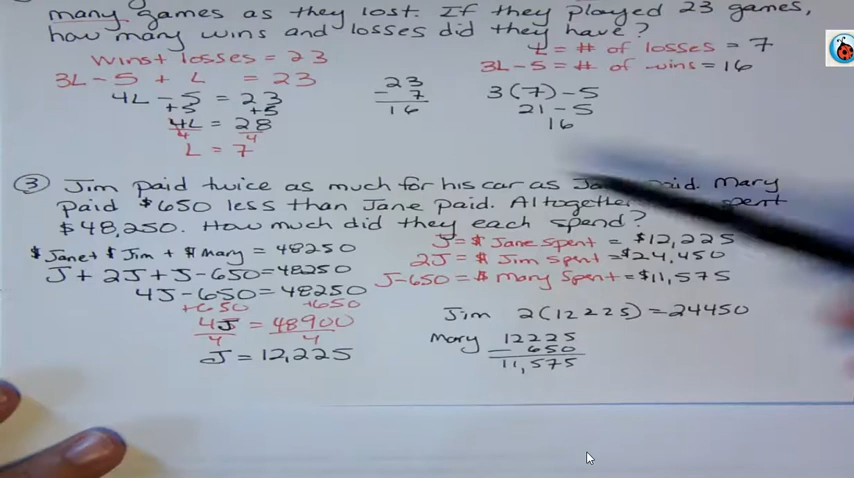 many games as they lost. If they played 23 games,
how many wins and losses did they have?
Wins + losses = 23
3L - 5 + L = 23
4L - 5 = 23
+5 +5
4L = 28
4 4
L = 7
23
- 7
16
L = # of losses = 7
3L - 5 = # of wins = 16
3(7) - 5
21 - 5
16
③ Jim paid twice as much for his car as paid. Mary
paid $650 less than Jane paid. Altogether spent
$48,250. How much did they each spend?
$ Jane + $ Jim + $ Mary = 48250
J + 2J + J - 650 = 48250
4J - 650 = 48250
+650 +650
4J = 48900
4 4
J = 12,225
J = $ Jane spent = $12,225
2J = $ Jim spent = $24,450
J - 650 = $ Mary spent = $11,575
Jim 2(12225) = 24450
Mary 12225
- 650
11,575